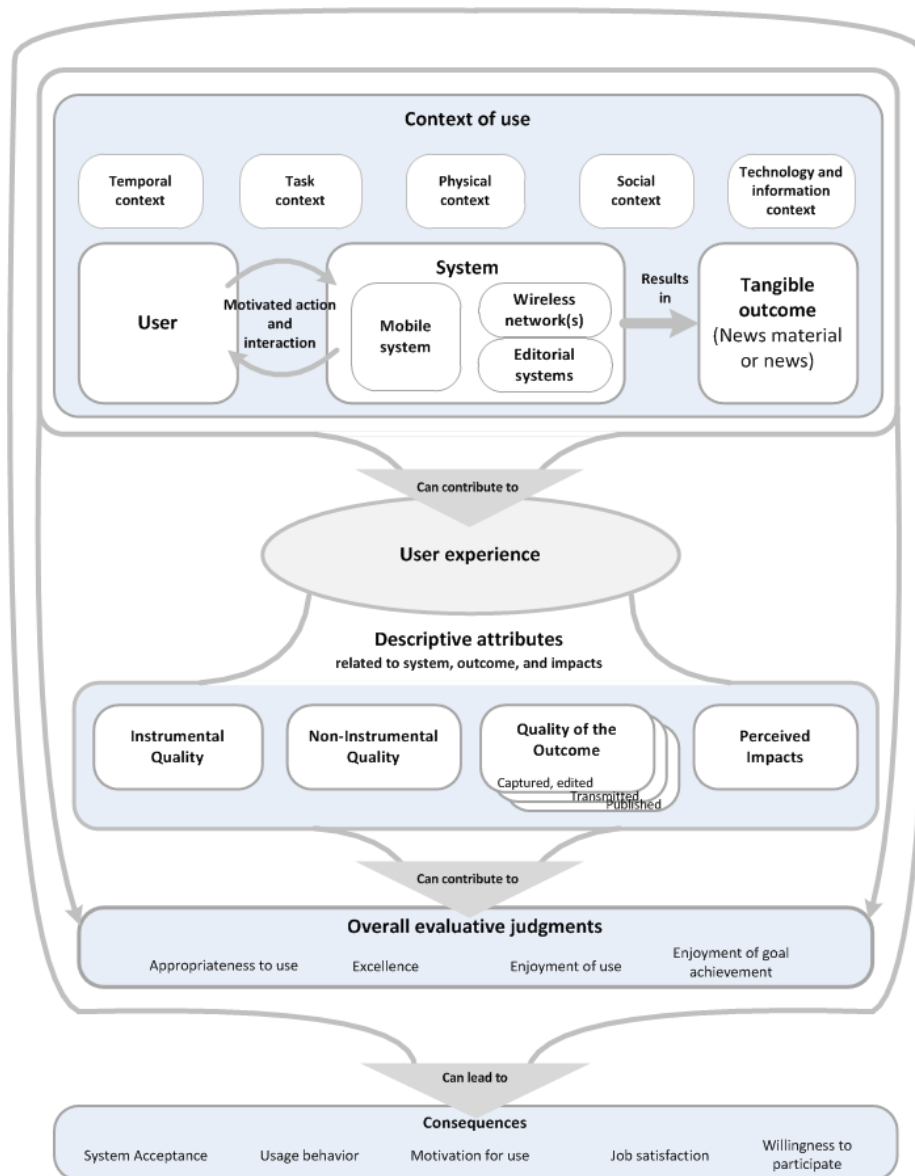 Context of use
Temporal
context
Task
context
Physical
context
Social
context
Technology and
information
context
User
Motivated action
and
interaction
System
Mobile
system
Wireless
network(s)
Editorial
systems
Results
in
Tangible
outcome
(News material
or news)
Can contribute to
User experience
Descriptive attributes
related to system, outcome, and impacts
Instrumental
Quality
Non-Instrumental
Quality
Quality of the
Outcome
Captured, edited
Transmitted,
Published
Perceived
Impacts
Can contribute to
Overall evaluative judgments
Appropriateness to use
Excellence
Enjoyment of use
Enjoyment of goal
achievement
Can lead to
Consequences
System Acceptance
Usage behavior
Motivation for use
Job satisfaction
Willingness to
participate